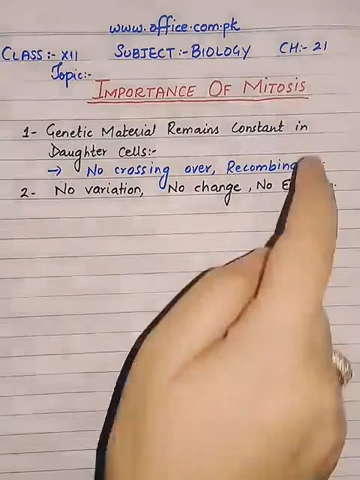 www.office.com.pk
CLASS:- XII SUBJECT:- BIOLOGY CH:- 21
Topic:-
IMPORTANCE OF MITOSIS
1- Genetic Material Remains Constant in
Daughter Cells:-
→ No crossing over,
2- No variation, No change, No